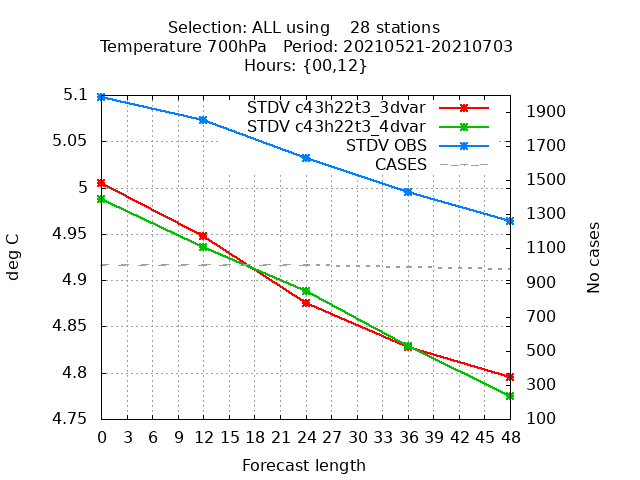 Selection: ALL using 28 stations
Temperature 700hPa Period: 20210521-20210703
Hours: {00,12}
STDV c43h22t3_3dvar
STDV c43h22t3_4dvar
STDV OBS
CASES
5.1
5.05
5
4.95
4.9
4.85
4.8
4.75
deg C
1900
1700
1500
1300
1100
900
700
500
300
100
No cases
0 3 6 9 12 15 18 21 24 27 30 33 36 39 42 45 48
Forecast length